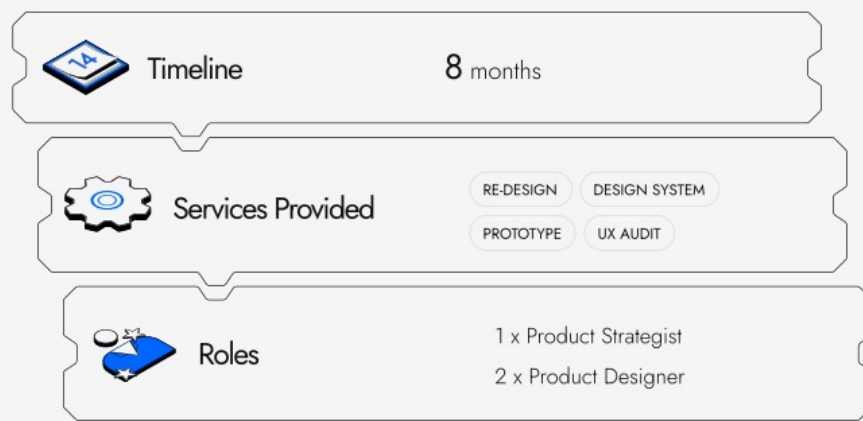 14
Timeline
8 months
Services Provided
RE-DESIGN DESIGN SYSTEM
PROTOTYPE UX AUDIT
Roles
1 x Product Strategist
2 x Product Designer